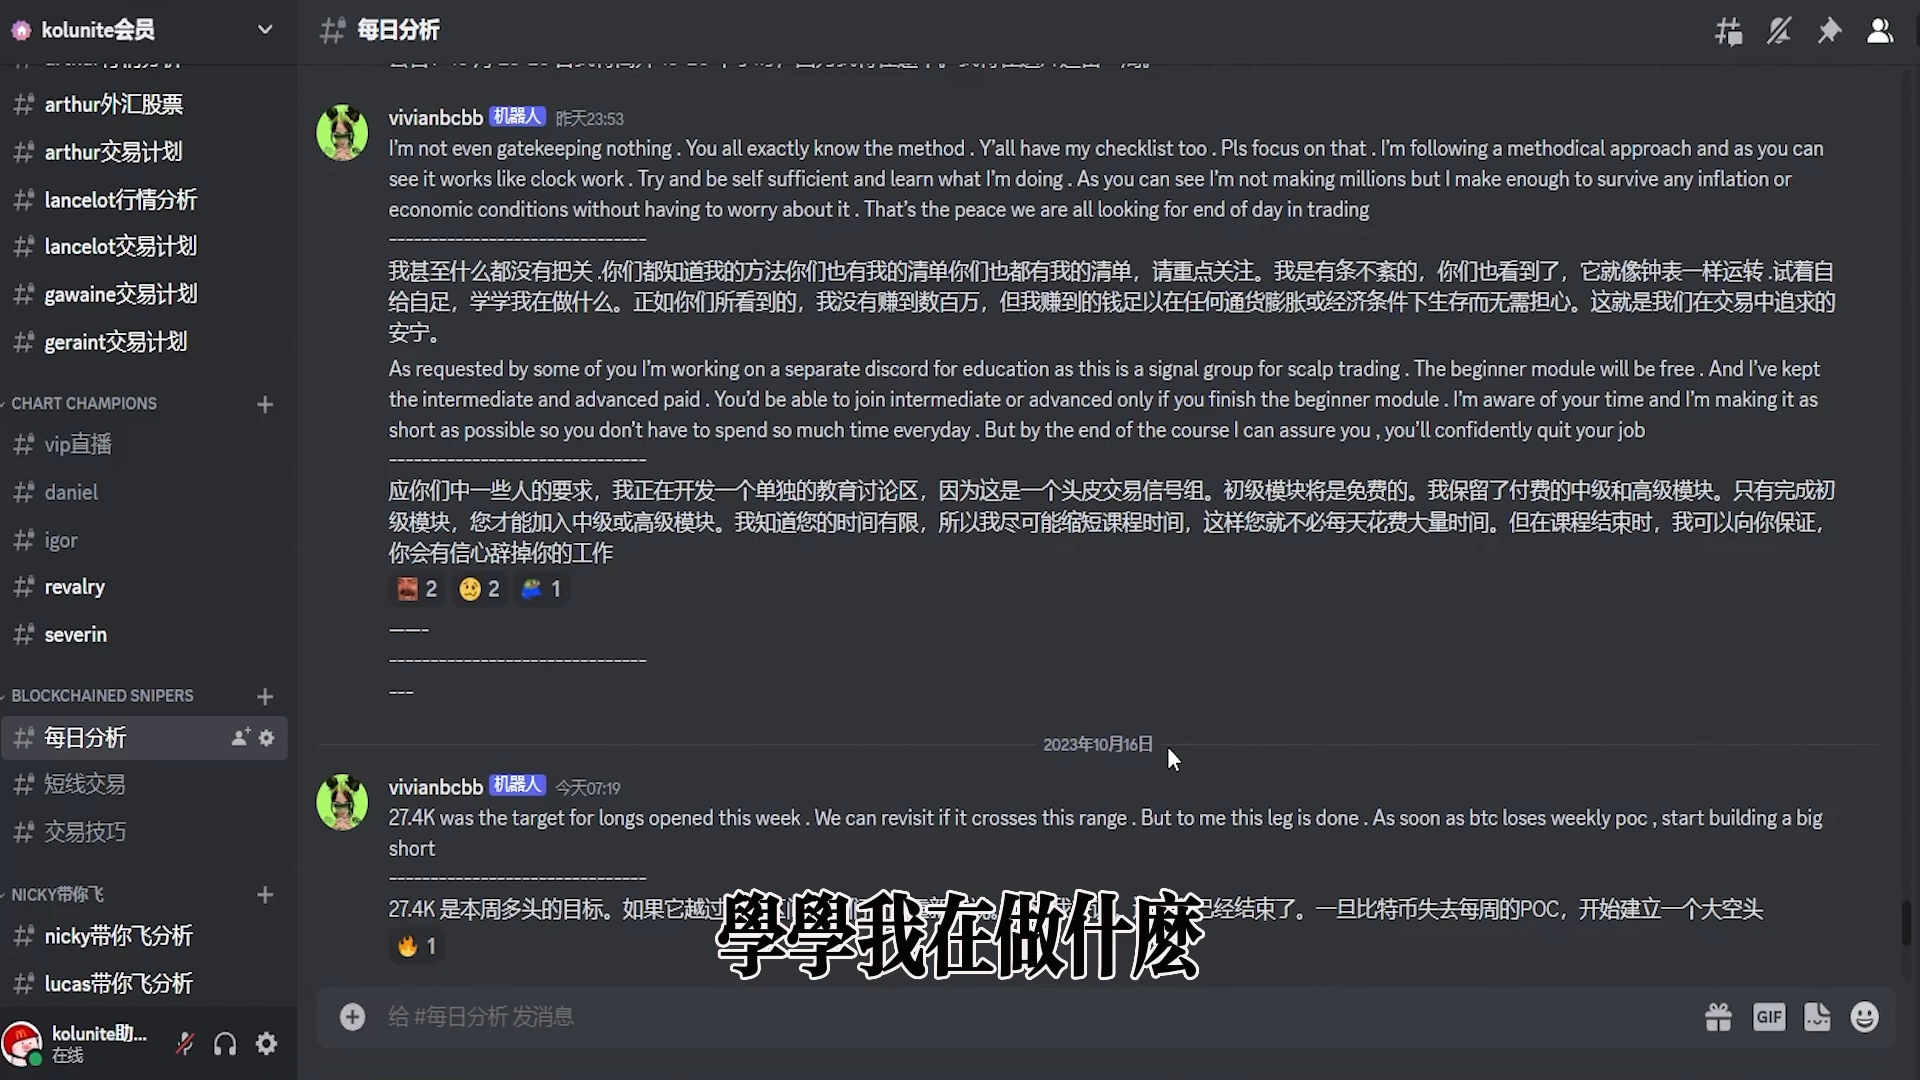 kolunite会员
每日分析
arthur外汇股票
arthur交易计划
lancelot行情分析
lancelot交易计划
gawaine交易计划
geraint交易计划
CHART CHAMPIONS
vip直播
daniel
igor
revalry
severin
BLOCKCHAINED SNIPERS
每日分析
短线交易
交易技巧
NICKY带你飞
nicky带你飞分析
lucas带你飞分析
kolunite助...
在线
vivianbcbb 机器人 昨天23:53
I'm not even gatekeeping nothing . You all exactly know the method . Y'all have my checklist too . Pls focus on that . I'm following a methodical approach and as you can
see it works like clock work . Try and be self sufficient and learn what I'm doing . As you can see I'm not making millions but I make enough to survive any inflation or
economic conditions without having to worry about it . That's the peace we are all looking for end of day in trading
-------------------------------
我甚至什么都没有把关 .你们都知道我的方法你们也有我的清单你们也都有我的清单，请重点关注。我是有条不紊的，你们也看到了，它就像钟表一样运转 .试着自
给自足，学学我在做什么。正如你们所看到的，我没有赚到数百万，但我赚到的钱足以在任何通货膨胀或经济条件下生存而无需担心。这就是我们在交易中追求的
安宁。
As requested by some of you I'm working on a separate discord for education as this is a signal group for scalp trading . The beginner module will be free . And I've kept
the intermediate and advanced paid . You'd be able to join intermediate or advanced only if you finish the beginner module . I'm aware of your time and I'm making it as
short as possible so you don't have to spend so much time everyday . But by the end of the course I can assure you , you'll confidently quit your job
-------------------------------
应你们中一些人的要求，我正在开发一个单独的教育讨论区，因为这是一个头皮交易信号组。初级模块将是免费的。我保留了付费的中级和高级模块。只有完成初
级模块，您才能加入中级或高级模块。我知道您的时间有限，所以我尽可能缩短课程时间，这样您就不必每天花费大量时间。但在课程结束时，我可以向你保证，
你会有信心辞掉你的工作
2 2 1
-------------------------------
---
2023年10月16日
vivianbcbb 机器人 今天07:19
27.4K was the target for longs opened this week . We can revisit if it crosses this range . But to me this leg is done . As soon as btc loses weekly poc , start building a big
short
-------------------------------
27.4K 是本周多头的目标。如果它越过 已经结束了。一旦比特币失去每周的POC，开始建立一个大空头
學學我在做什麽
1
给 #每日分析 发消息
GIF